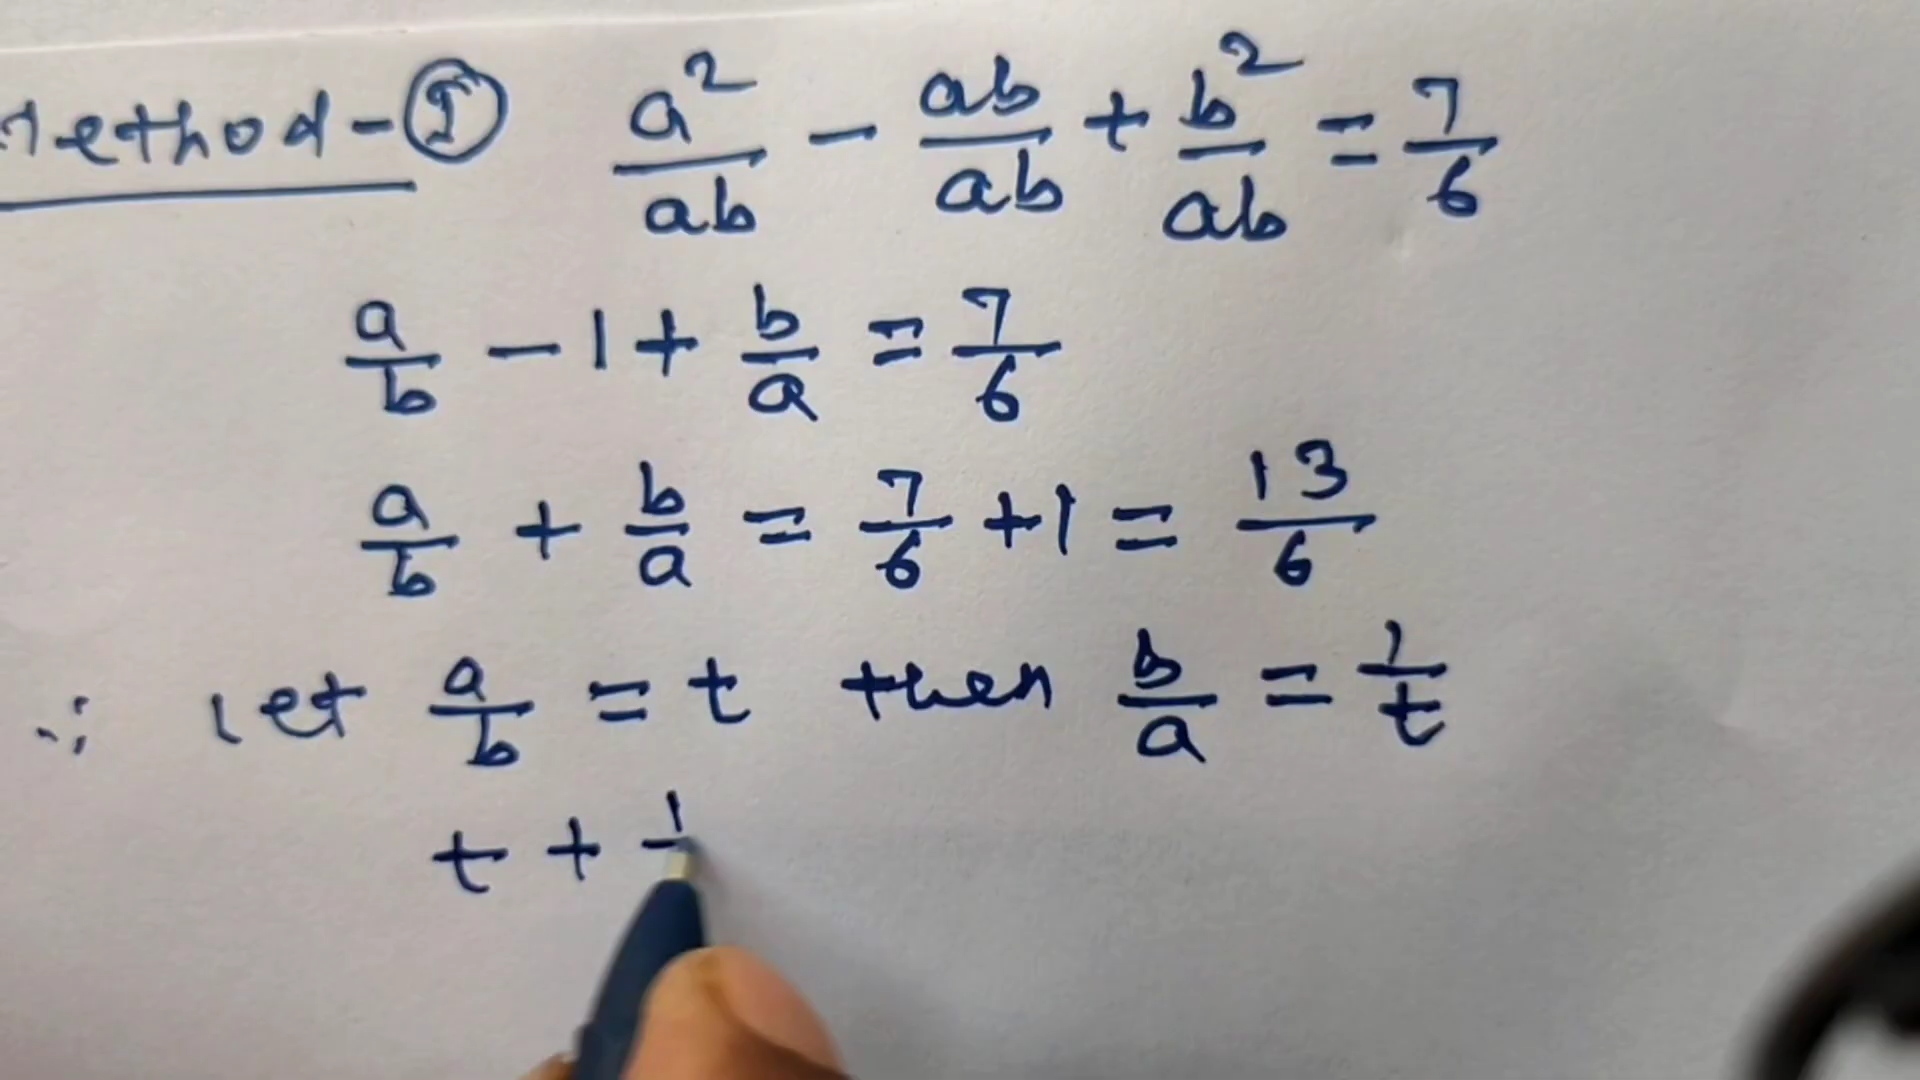 Method-Ⓘ a²/ab - ab/ab + b²/ab = 7/6
a/b - 1 + b/a = 7/6
a/b + b/a = 7/6 + 1 = 13/6
∴ let a/b = t then b/a = 1/t
t + 1